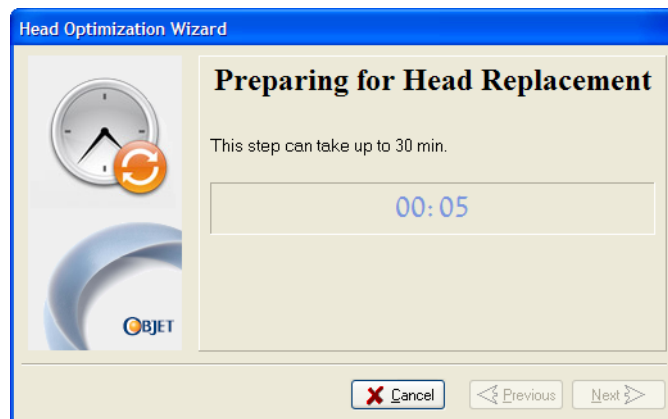 Head Optimization Wizard
Preparing for Head Replacement
This step can take up to 30 min.
00:05
OBJET
Cancel
Previous
Next